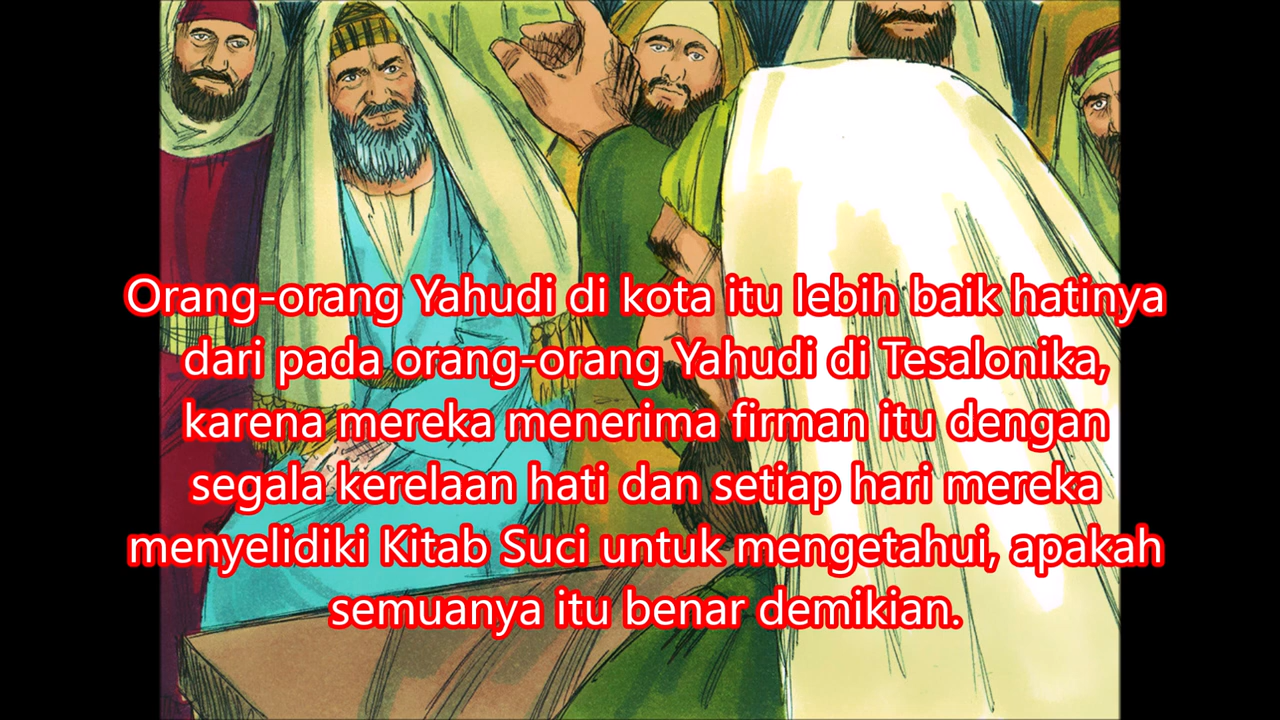 Orang-orang Yahudi di kota itu lebih baik hatinya
dari pada orang-orang Yahudi di Tesalonika,
karena mereka menerima firman itu dengan
segala kerelaan hati dan setiap hari mereka
menyelidiki Kitab Suci untuk mengetahui, apakah
semuanya itu benar demikian.